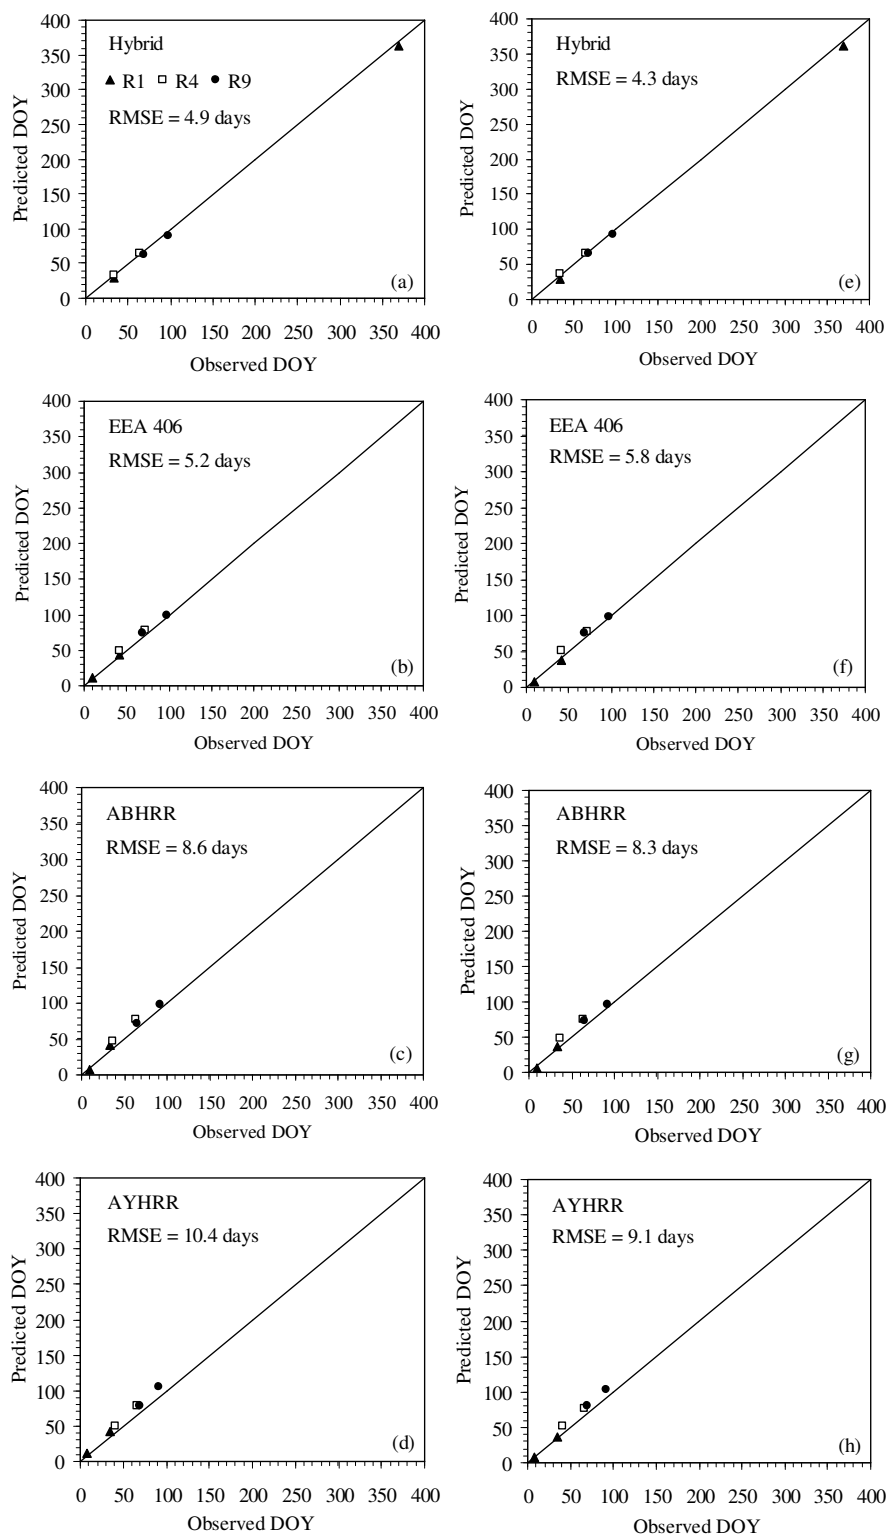 Hybrid
▲ R1 □ R4 ● R9
RMSE = 4.9 days
400
350
300
250
200
150
100
50
0
Predicted DOY
(a)
0 50 100 150 200 250 300 350 400
Observed DOY
Hybrid
RMSE = 4.3 days
400
350
300
250
200
150
100
50
0
Predicted DOY
(e)
0 50 100 150 200 250 300 350 400
Observed DOY
EEA 406
RMSE = 5.2 days
400
350
300
250
200
150
100
50
0
Predicted DOY
(b)
0 50 100 150 200 250 300 350 400
Observed DOY
EEA 406
RMSE = 5.8 days
400
350
300
250
200
150
100
50
0
Predicted DOY
(f)
0 50 100 150 200 250 300 350 400
Observed DOY
ABHRR
RMSE = 8.6 days
400
350
300
250
200
150
100
50
0
Predicted DOY
(c)
0 50 100 150 200 250 300 350 400
Observed DOY
ABHRR
RMSE = 8.3 days
400
350
300
250
200
150
100
50
0
Predicted DOY
(g)
0 50 100 150 200 250 300 350 400
Observed DOY
AYHRR
RMSE = 10.4 days
400
350
300
250
200
150
100
50
0
Predicted DOY
(d)
0 50 100 150 200 250 300 350 400
Observed DOY
AYHRR
RMSE = 9.1 days
400
350
300
250
200
150
100
50
0
Predicted DOY
(h)
0 50 100 150 200 250 300 350 400
Observed DOY